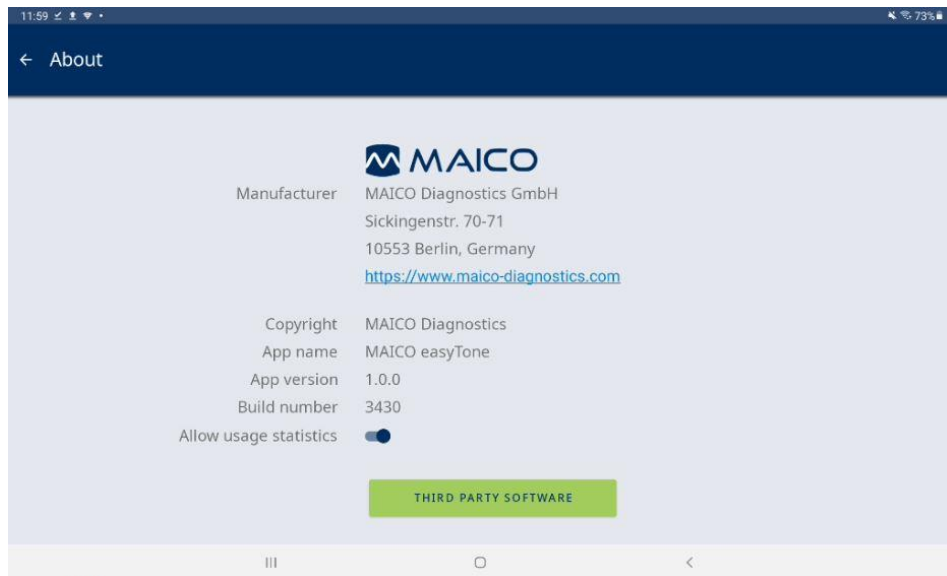 11:59
73%
About
MAICO
Manufacturer MAICO Diagnostics GmbH
Sickingenstr. 70-71
10553 Berlin, Germany
https://www.maico-diagnostics.com
Copyright MAICO Diagnostics
App name MAICO easyTone
App version 1.0.0
Build number 3430
Allow usage statistics
THIRD PARTY SOFTWARE